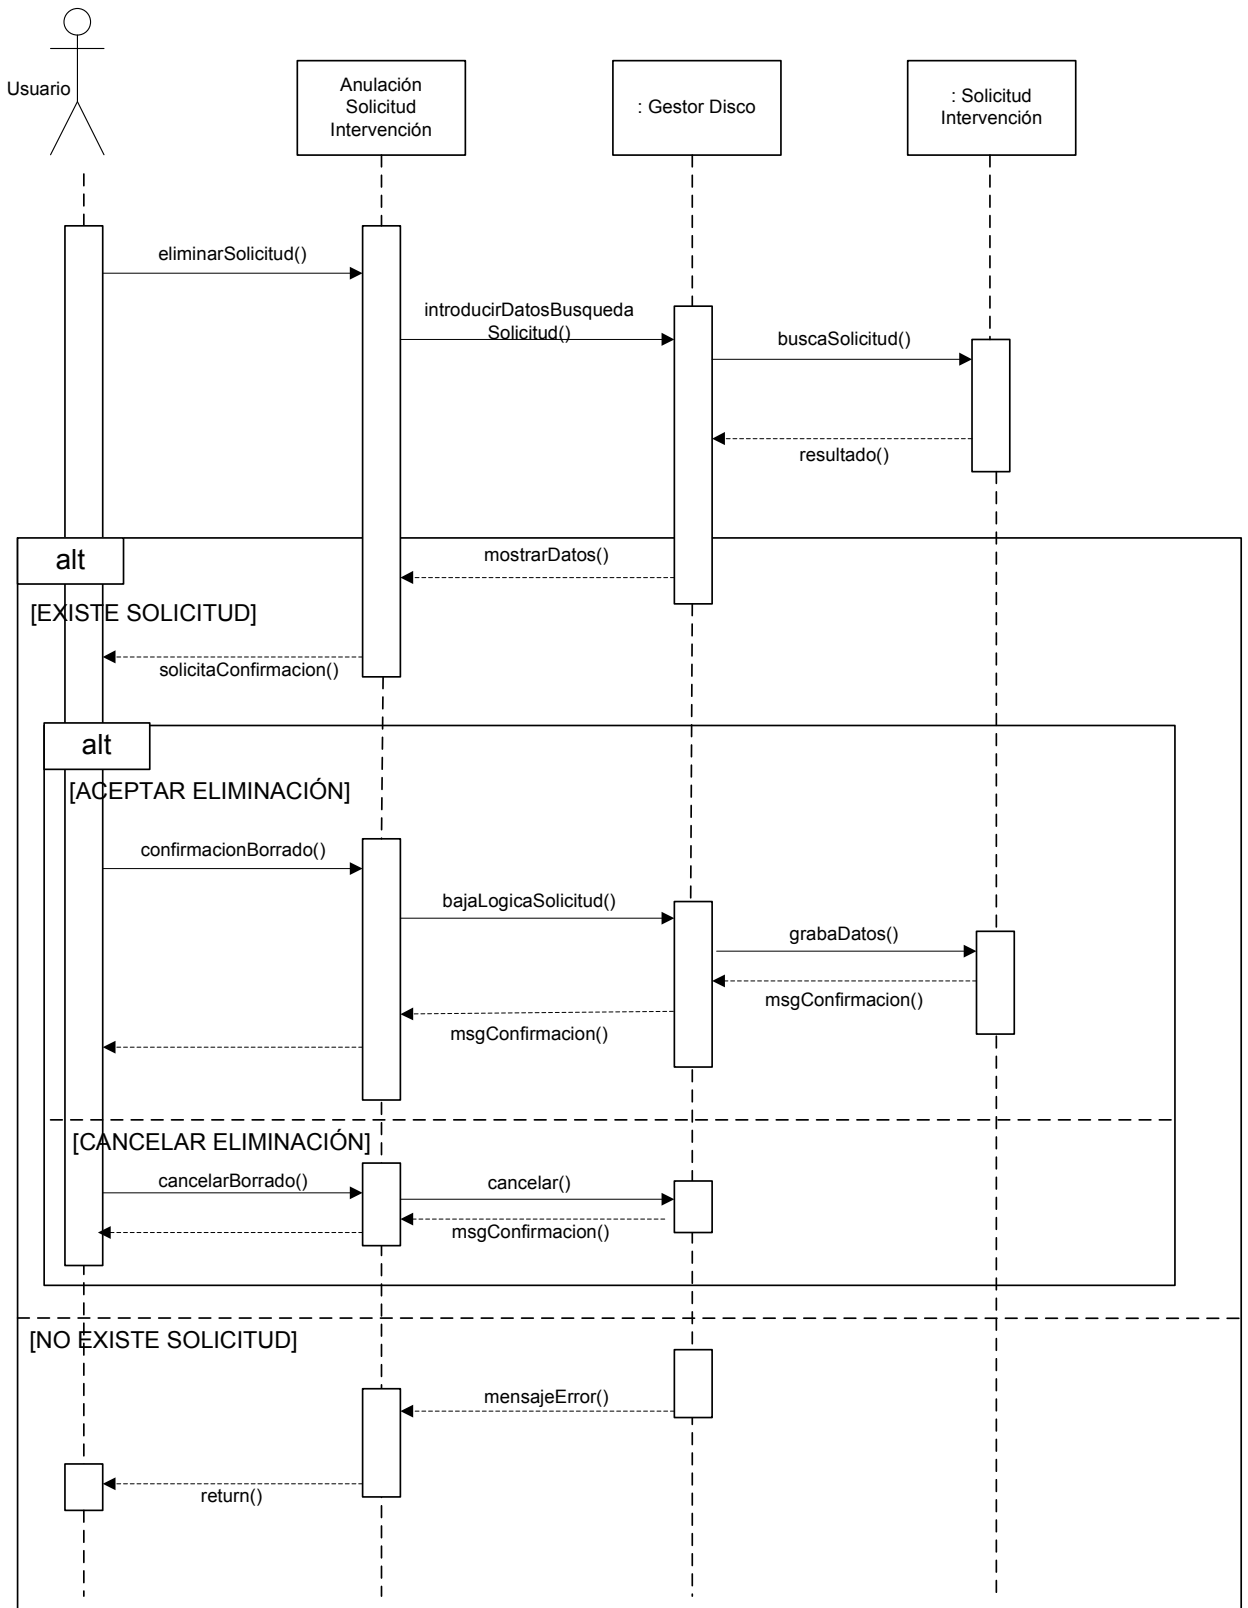 Usuario
Anulación
Solicitud
Intervención
: Gestor Disco
: Solicitud
Intervención
eliminarSolicitud()
introducirDatosBusqueda
Solicitud()
buscaSolicitud()
resultado()
alt
mostrarDatos()
[EXISTE SOLICITUD]
solicitaConfirmacion()
alt
[ACEPTAR ELIMINACIÓN]
confirmacionBorrado()
bajaLogicaSolicitud()
grabaDatos()
msgConfirmacion()
msgConfirmacion()
[CANCELAR ELIMINACIÓN]
cancelarBorrado()
cancelar()
msgConfirmacion()
[NO EXISTE SOLICITUD]
mensajeError()
return()